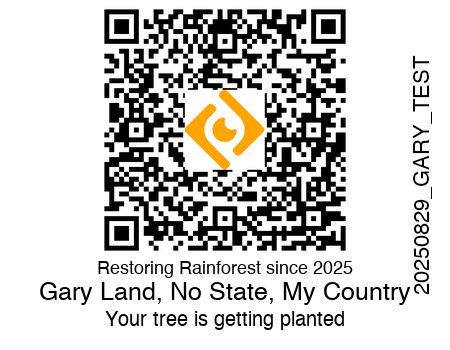 Restoring Rainforest since 2025
Gary Land, No State, My Country
Your tree is getting planted
20250829_GARY_TEST